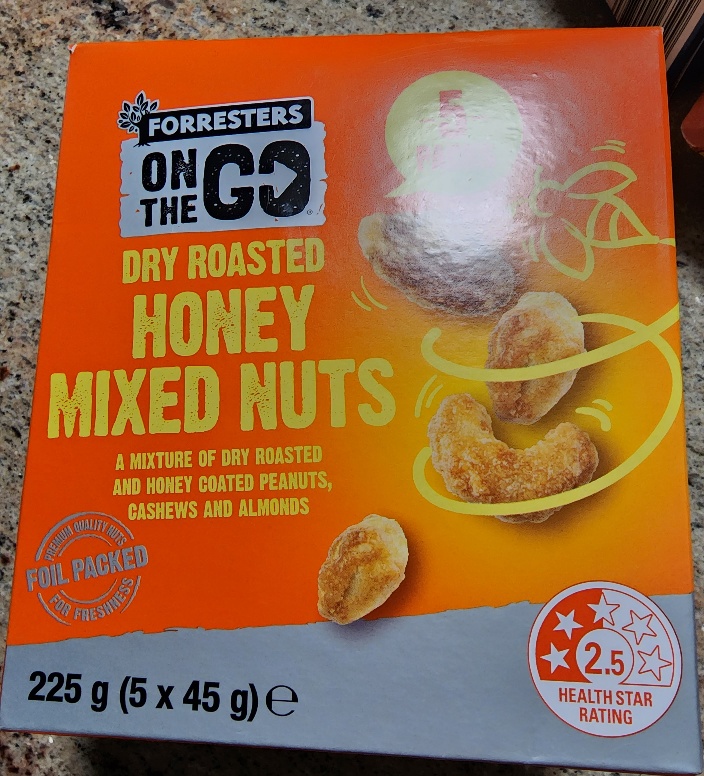 FORRESTERS
ON
THE
GO
DRY ROASTED
HONEY
MIXED NUTS
A MIXTURE OF DRY ROASTED
AND HONEY COATED PEANUTS,
CASHEWS AND ALMONDS
PREMIUM QUALITY NUTS
FOIL PACKED
FOR FRESHNESS
225 g (5 x 45 g) ℮
2.5
HEALTH STAR
RATING